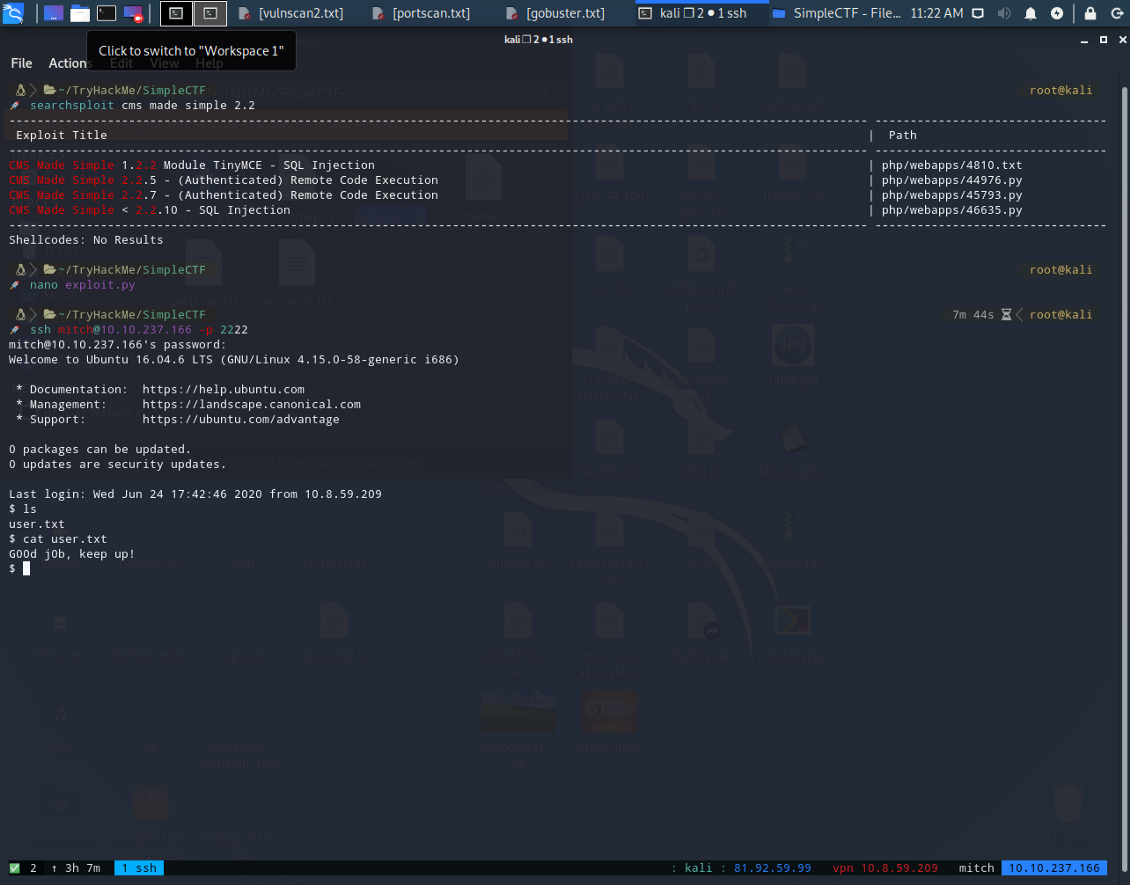 [vulnscan2.txt] [portscan.txt] [gobuster.txt] kali ❐ 2 ● 1 ssh SimpleCTF - File... 11:22 AM
kali ❐ 2 ● 1 ssh
Click to switch to "Workspace 1"
File Actions Edit View Help
~/TryHackMe/SimpleCTF root@kali
searchsploit cms made simple 2.2
Exploit Title | Path
CMS Made Simple 1.2.2 Module TinyMCE - SQL Injection | php/webapps/4810.txt
CMS Made Simple 2.2.5 - (Authenticated) Remote Code Execution | php/webapps/44976.py
CMS Made Simple 2.2.7 - (Authenticated) Remote Code Execution | php/webapps/45793.py
CMS Made Simple < 2.2.10 - SQL Injection | php/webapps/46635.py
Shellcodes: No Results
~/TryHackMe/SimpleCTF root@kali
nano exploit.py
~/TryHackMe/SimpleCTF 7m 44s root@kali
ssh mitch@10.10.237.166 -p 2222
mitch@10.10.237.166's password:
Welcome to Ubuntu 16.04.6 LTS (GNU/Linux 4.15.0-58-generic i686)
* Documentation: https://help.ubuntu.com
* Management: https://landscape.canonical.com
* Support: https://ubuntu.com/advantage
0 packages can be updated.
0 updates are security updates.
Last login: Wed Jun 24 17:42:46 2020 from 10.8.59.209
$ ls
user.txt
$ cat user.txt
G00d j0b, keep up!
$
2 ↑ 3h 7m 1 ssh : kali : 81.92.59.99 vpn 10.8.59.209 mitch 10.10.237.166